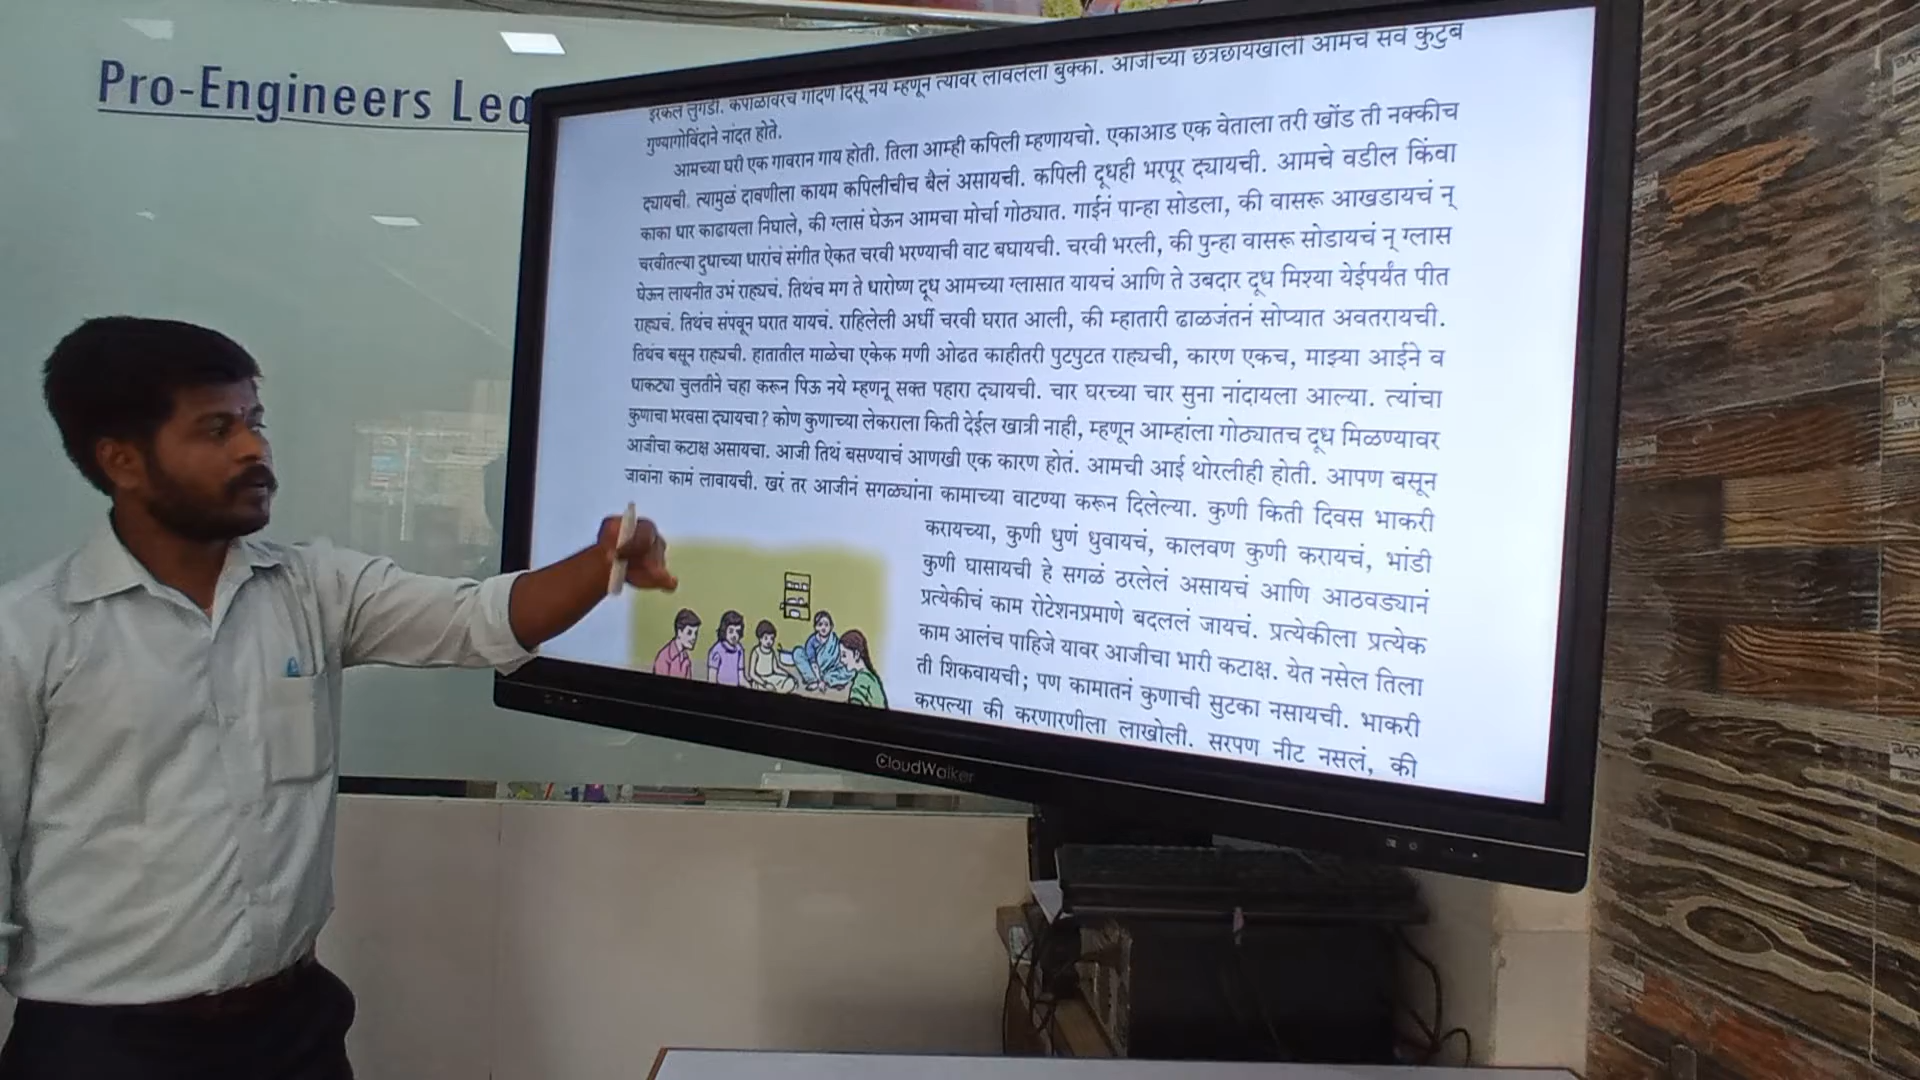 Pro-Engineers Lea
इरकल लुगडी. कपाळावरच गोंदण दिसू नये म्हणून त्यावर लावलेला बुक्का. आजीच्या छत्रछायेखाली आमचे सर्व कुटुंब
गुण्यागोविंदाने नांदत होते.
आमच्या घरी एक गावरान गाय होती. तिला आम्ही कपिली म्हणायचो. एकाआड एक वेताला तरी खोंड ती नक्कीच
द्यायची. त्यामुळं दावणीला कायम कपिलीचीच बैलं असायची. कपिली दूधही भरपूर द्यायची. आमचे वडील किंवा
काका धार काढायला निघाले, की ग्लासं घेऊन आमचा मोर्चा गोठ्यात. गाईनं पान्हा सोडला, की वासरू आखडायचं न्
चरवीतल्या दुधाच्या धारांचं संगीत ऐकत चरवी भरण्याची वाट बघायची. चरवी भरली, की पुन्हा वासरू सोडायचं न् ग्लास
घेऊन लायनीत उभं राह्यचं. तिथंच मग ते धारोष्ण दूध आमच्या ग्लासात यायचं आणि ते उबदार दूध मिश्या येईपर्यंत पीत
राह्यचं. तिथंच संपवून घरात यायचं. राहिलेली अर्धी चरवी घरात आली, की म्हातारी ढाळजंतनं सोप्यात अवतरायची.
तिथंच बसून राह्यची. हातातील माळेचा एकेक मणी ओढत काहीतरी पुटपुटत राह्यची, कारण एकच, माझ्या आईने व
धाकट्या चुलतीने चहा करून पिऊ नये म्हणनू सक्त पहारा द्यायची. चार घरच्या चार सुना नांदायला आल्या. त्यांचा
कुणाचा भरवसा द्यायचा? कोण कुणाच्या लेकराला किती देईल खात्री नाही, म्हणून आम्हांला गोठ्यातच दूध मिळण्यावर
आजीचा कटाक्ष असायचा. आजी तिथं बसण्याचं आणखी एक कारण होतं. आमची आई थोरलीही होती. आपण बसून
जावांना कामं लावायची. खरं तर आजीनं सगळ्यांना कामाच्या वाटण्या करून दिलेल्या. कुणी किती दिवस भाकरी
करायच्या, कुणी धुणं धुवायचं, कालवण कुणी करायचं, भांडी
कुणी घासायची हे सगळं ठरलेलं असायचं आणि आठवड्यानं
प्रत्येकीचं काम रोटेशनप्रमाणे बदललं जायचं. प्रत्येकीला प्रत्येक
काम आलंच पाहिजे यावर आजीचा भारी कटाक्ष. येत नसेल तिला
ती शिकवायची; पण कामातनं कुणाची सुटका नसायची. भाकरी
करपल्या की करणारणीला लाखोली. सरपण नीट नसलं, की
CloudWalker